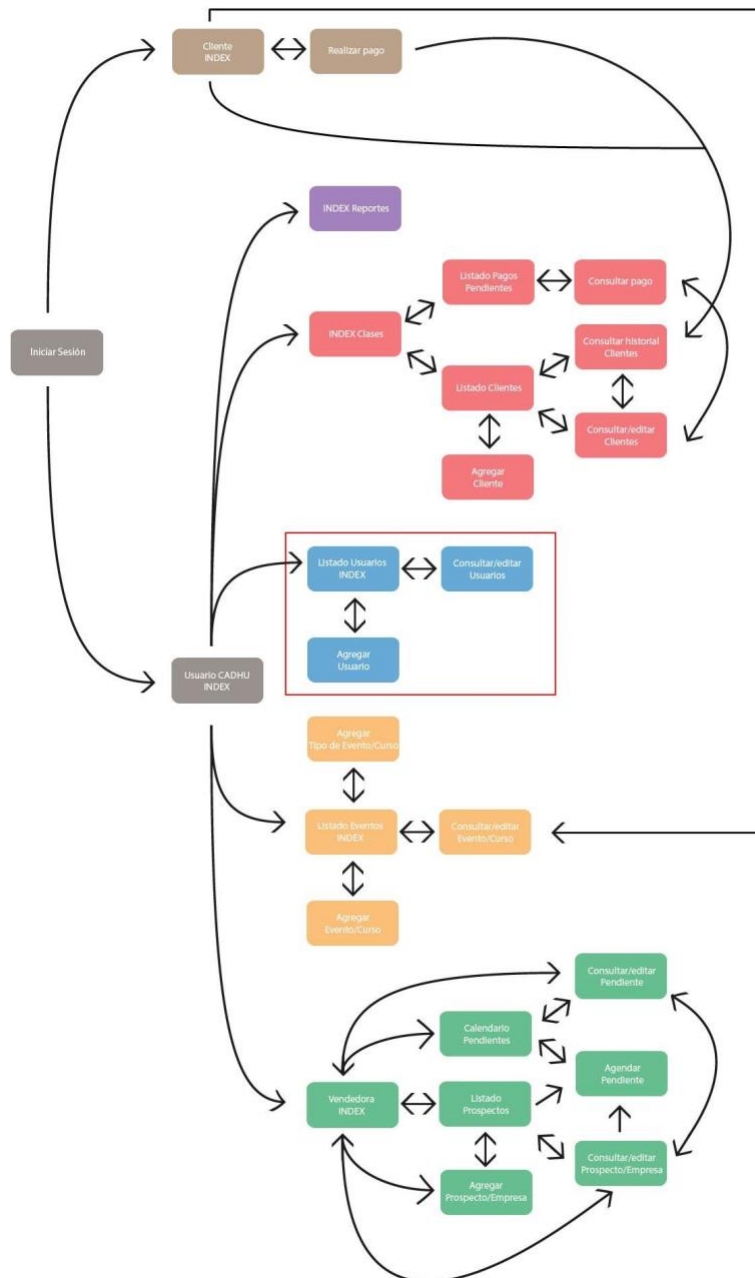 Cliente
INDEX
Realizar pago
INDEX Reportes
Listado Pagos
Pendientes
Consultar pago
INDEX Clases
Consultar historial
Clientes
Iniciar Sesión
Listado Clientes
Consultar/editar
Clientes
Agregar
Cliente
Listado Usuarios
INDEX
Consultar/editar
Usuarios
Agregar
Usuario
Usuario CADHU
INDEX
Agregar
Tipo de Evento/Curso
Listado Eventos
INDEX
Consultar/editar
Evento/Curso
Agregar
Evento/Curso
Consultar/editar
Pendiente
Calendario
Pendientes
Agendar
Pendiente
Vendedora
INDEX
Listado
Prospectos
Consultar/editar
Prospecto/Empresa
Agregar
Prospecto/Empresa